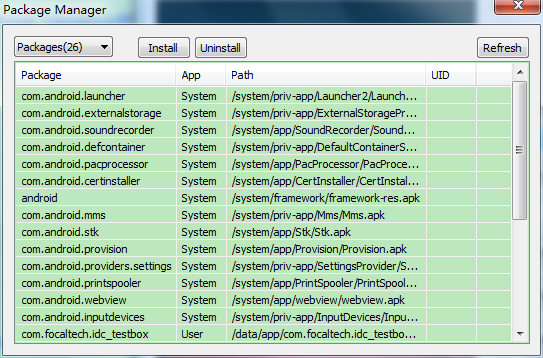 Package Manager
Packages(26) Install Uninstall Refresh
Package App Path UID
com.android.launcher System /system/priv-app/Launcher2/Launch...
com.android.externalstorage System /system/priv-app/ExternalStoragePr...
com.android.soundrecorder System /system/app/SoundRecorder/Sound...
com.android.defcontainer System /system/priv-app/DefaultContainerS...
com.android.pacprocessor System /system/app/PacProcessor/PacProce...
com.android.certinstaller System /system/app/CertInstaller/CertInstal...
android System /system/framework/framework-res.apk
com.android.mms System /system/priv-app/Mms/Mms.apk
com.android.stk System /system/app/Stk/Stk.apk
com.android.provision System /system/app/Provision/Provision.apk
com.android.providers.settings System /system/priv-app/SettingsProvider/S...
com.android.printspooler System /system/app/PrintSpooler/PrintSpool...
com.android.webview System /system/app/webview/webview.apk
com.android.inputdevices System /system/priv-app/InputDevices/Inpu...
com.focaltech.idc_testbox User /data/app/com.focaltech.idc_testbo...